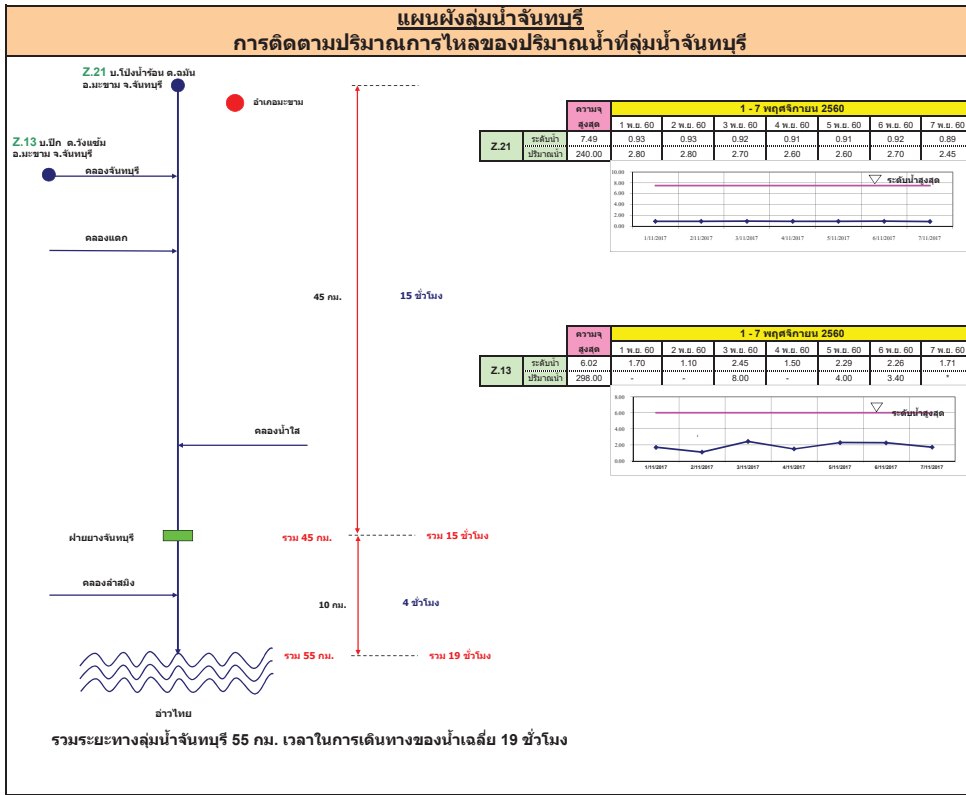 แผนผังลุ่มน้ำจันทบุรี
การติดตามปริมาณการไหลของปริมาณน้ำที่ลุ่มน้ำจันทบุรี
Z.21 บ.โป่งน้ำร้อน ต.ฉมัน
อ.มะขาม จ.จันทบุรี
อำเภอมะขาม
Z.13 บ.ปึก ต.วังแซ้ม
อ.มะขาม จ.จันทบุรี
คลองจันทบุรี
คลองแตก
45 กม. 15 ชั่วโมง
คลองน้ำใส
ฝายยางจันทบุรี
รวม 45 กม. รวม 15 ชั่วโมง
คลองลำสมิง
10 กม. 4 ชั่วโมง
รวม 55 กม. รวม 19 ชั่วโมง
อ่าวไทย
รวมระยะทางลุ่มน้ำจันทบุรี 55 กม. เวลาในการเดินทางของน้ำเฉลี่ย 19 ชั่วโมง
ความจุ 1 - 7 พฤศจิกายน 2560
สูงสุด 1 พ.ย. 60 2 พ.ย. 60 3 พ.ย. 60 4 พ.ย. 60 5 พ.ย. 60 6 พ.ย. 60 7 พ.ย. 60
Z.21 ระดับน้ำ 7.49 0.93 0.93 0.92 0.91 0.91 0.92 0.89
ปริมาณน้ำ 240.00 2.80 2.80 2.70 2.60 2.60 2.70 2.45
ระดับน้ำสูงสุด
10.00
8.00
6.00
4.00
2.00
0.00
1/11/2017 2/11/2017 3/11/2017 4/11/2017 5/11/2017 6/11/2017 7/11/2017
ความจุ 1 - 7 พฤศจิกายน 2560
สูงสุด 1 พ.ย. 60 2 พ.ย. 60 3 พ.ย. 60 4 พ.ย. 60 5 พ.ย. 60 6 พ.ย. 60 7 พ.ย. 60
Z.13 ระดับน้ำ 6.02 1.70 1.10 2.45 1.50 2.29 2.26 1.71
ปริมาณน้ำ 298.00 - - 8.00 - 4.00 3.40 *
ระดับน้ำสูงสุด
8.00
6.00
4.00
2.00
0.00
1/11/2017 2/11/2017 3/11/2017 4/11/2017 5/11/2017 6/11/2017 7/11/2017